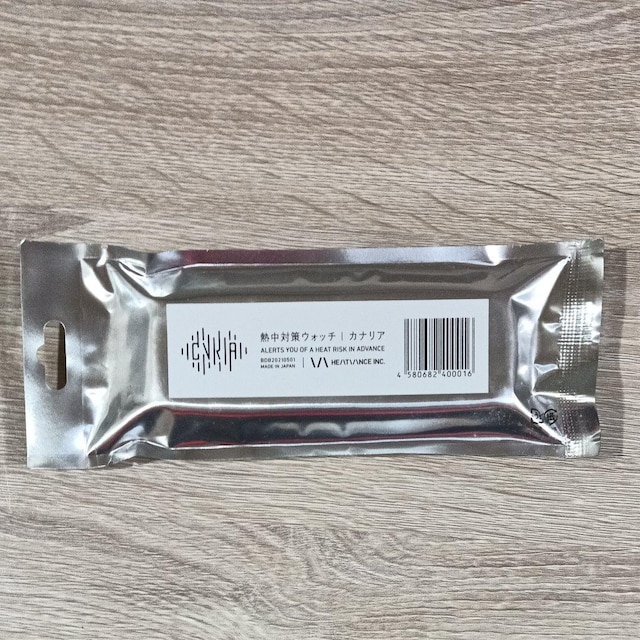 CNRIA
熱中対策ウォッチ | カナリア
ALERTS YOU OF A HEAT RISK IN ADVANCE
BDB20210501
MADE IN JAPAN
HEATVANCE INC.
4 580682 400016